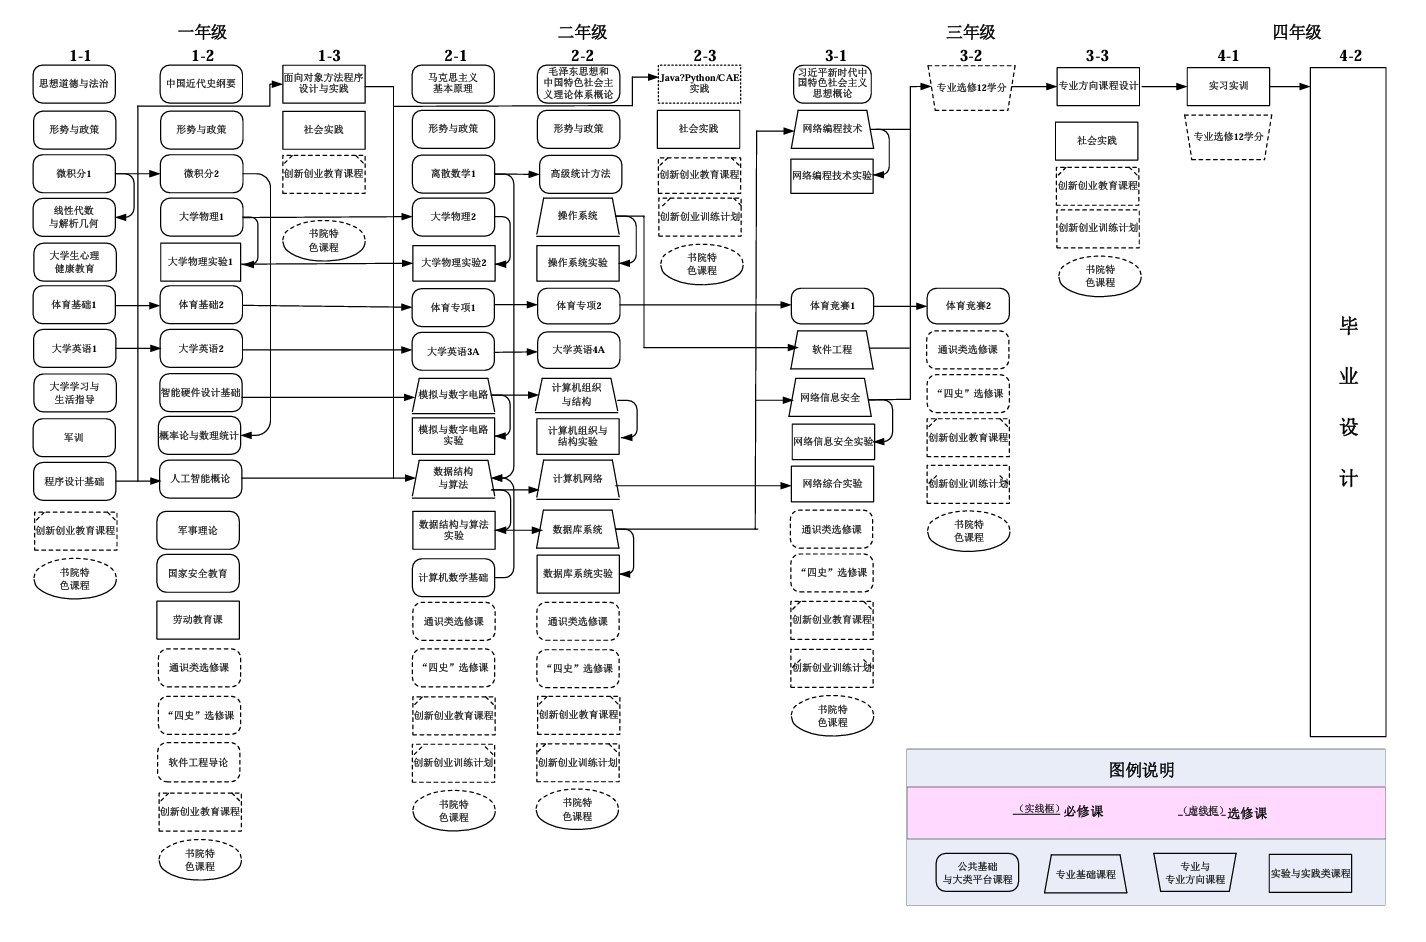 一年级
二年级
三年级
四年级
1-1
1-2
1-3
2-1
2-2
2-3
3-1
3-2
3-3
4-1
4-2
思想道德与法治
形势与政策
微积分1
线性代数
与解析几何
大学生心理
健康教育
体育基础1
大学英语1
大学学习与
生活指导
军训
程序设计基础
创新创业教育课程
书院特
色课程
中国近代史纲要
形势与政策
微积分2
大学物理1
大学物理实验1
体育基础2
大学英语2
智能硬件设计基础
概率论与数理统计
人工智能概论
军事理论
国家安全教育
劳动教育课
通识类选修课
“四史”选修课
软件工程导论
创新创业教育课程
书院特
色课程
面向对象方法程序
设计与实践
社会实践
创新创业教育课程
书院特
色课程
马克思主义
基本原理
形势与政策
离散数学1
大学物理2
大学物理实验2
体育专项1
大学英语3A
模拟与数字电路
模拟与数字电路
实验
数据结构
与算法
数据结构与算法
实验
计算机数学基础
通识类选修课
“四史”选修课
创新创业教育课程
创新创业训练计划
书院特
色课程
毛泽东思想和
中国特色社会主
义理论体系概论
形势与政策
高级统计方法
操作系统
操作系统实验
体育专项2
大学英语4A
计算机组织
与结构
计算机组织与
结构实验
计算机网络
数据库系统
数据库系统实验
通识类选修课
“四史”选修课
创新创业教育课程
创新创业训练计划
书院特
色课程
Java?Python/CAE
实践
社会实践
创新创业教育课程
创新创业训练计划
书院特
色课程
习近平新时代中
国特色社会主义
思想概论
网络编程技术
网络编程技术实验
体育竞赛1
软件工程
网络信息安全
网络信息安全实验
网络综合实验
通识类选修课
“四史”选修课
创新创业教育课程
创新创业训练计划
书院特
色课程
专业选修12学分
体育竞赛2
通识类选修课
“四史”选修课
创新创业教育课程
创新创业训练计划
书院特
色课程
专业方向课程设计
社会实践
创新创业教育课程
创新创业训练计划
书院特
色课程
实习实训
专业选修12学分
毕
业
设
计
图例说明
(实线框) 必修课
(虚线框) 选修课
公共基础
与大类平台课程
专业基础课程
专业与
专业方向课程
实验与实践类课程